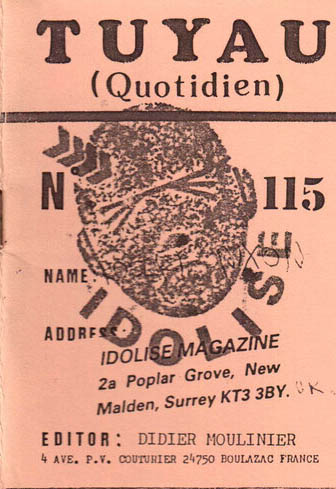 TUYAU
(Quotidien)
N° 115
NAME
IDOLISE
ADDRESS:
IDOLISE MAGAZINE
2a Poplar Grove, New
Malden, Surrey KT3 3BY. UK
EDITOR: DIDIER MOULINIER
4 AVE. P.V. COUTURIER 24750 BOULAZAC FRANCE